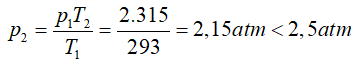 p₂ = p₁T₂/T₁ = 2.315/293 = 2,15atm < 2,5atm